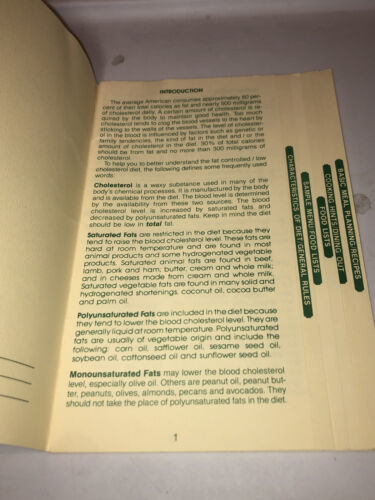 INTRODUCTION
The average American consumes approximately 40 per-
cent of their total calories as fat and nearly 500 milligrams
of cholesterol daily. A certain amount of cholesterol is re-
quired by the body to maintain good health. Too much
cholesterol tends to clog the blood vessels to the heart by
sticking to the walls of the vessels. The level of cholester-
ol in the blood is influenced by factors such as genetic or
family tendencies, the kind of fat in the diet and / or the
amount of cholesterol in the diet. 30% of total calories
should be from fat and no more than 300 milligrams of
cholesterol.
To help you to better understand the fat controlled / low
cholesterol diet, the following defines some frequently used
words:
Cholesterol is a waxy substance used in many of the
body's chemical processes. It is manufactured by the body
and is available from the diet. The blood level is determined
by the availability from these two sources. The blood
cholesterol level is increased by saturated fats, and
decreased by polyunsaturated fats. Keep in mind the diet
should be low in total fat.
Saturated Fats are restricted in the diet because they
tend to raise the blood cholesterol level. These fats are
hard at room temperature and are found in most
animal products and some hydrogenated vegetable
products. Saturated animal fats are found in beef,
lamb, pork and ham; butter, cream and whole milk;
and in cheeses made from cream and whole milk.
Saturated vegetable fats are found in many solid and
hydrogenated shortenings, coconut oil, cocoa butter
and palm oil.
Polyunsaturated Fats are included in the diet because
they tend to lower the blood cholesterol level. They are
generally liquid at room temperature. Polyunsaturated
fats are usually of vegetable origin and include the
following: corn oil, safflower oil, sesame seed oil,
soybean oil, cottonseed oil and sunflower seed oil.
Monounsaturated Fats may lower the blood cholesterol
level, especially olive oil. Others are peanut oil, peanut but-
ter, peanuts, olives, almonds, pecans and avocados. They
should not take the place of polyunsaturated fats in the diet.
1
BASIC MEAL PLANNING/RECIPES
COOKING HINTS/DINING OUT
FOOD LISTS
SAMPLE MENU/FOOD LISTS
CHARACTERISTICS OF DIET/GENERAL RULES